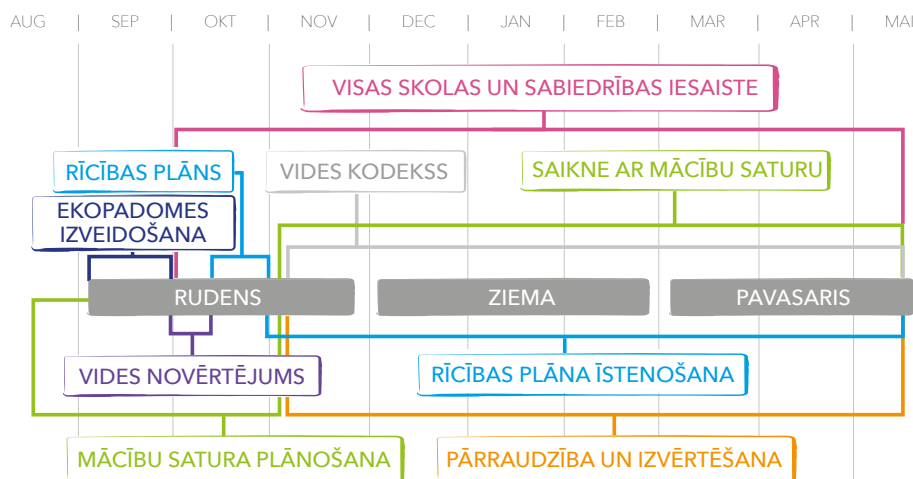 AUG | SEP | OKT | NOV | DEC | JAN | FEB | MAR | APR | MAI
VISAS SKOLAS UN SABIEDRĪBAS IESAISTE
RĪCĪBAS PLĀNS
VIDES KODEKSS
SAIKNE AR MĀCĪBU SATURU
EKOPADOMES
IZVEIDOŠANA
RUDENS
ZIEMA
PAVASARIS
VIDES NOVĒRTĒJUMS
RĪCĪBAS PLĀNA ĪSTENOŠANA
MĀCĪBU SATURA PLĀNOŠANA
PĀRRAUDZĪBA UN IZVĒRTĒŠANA